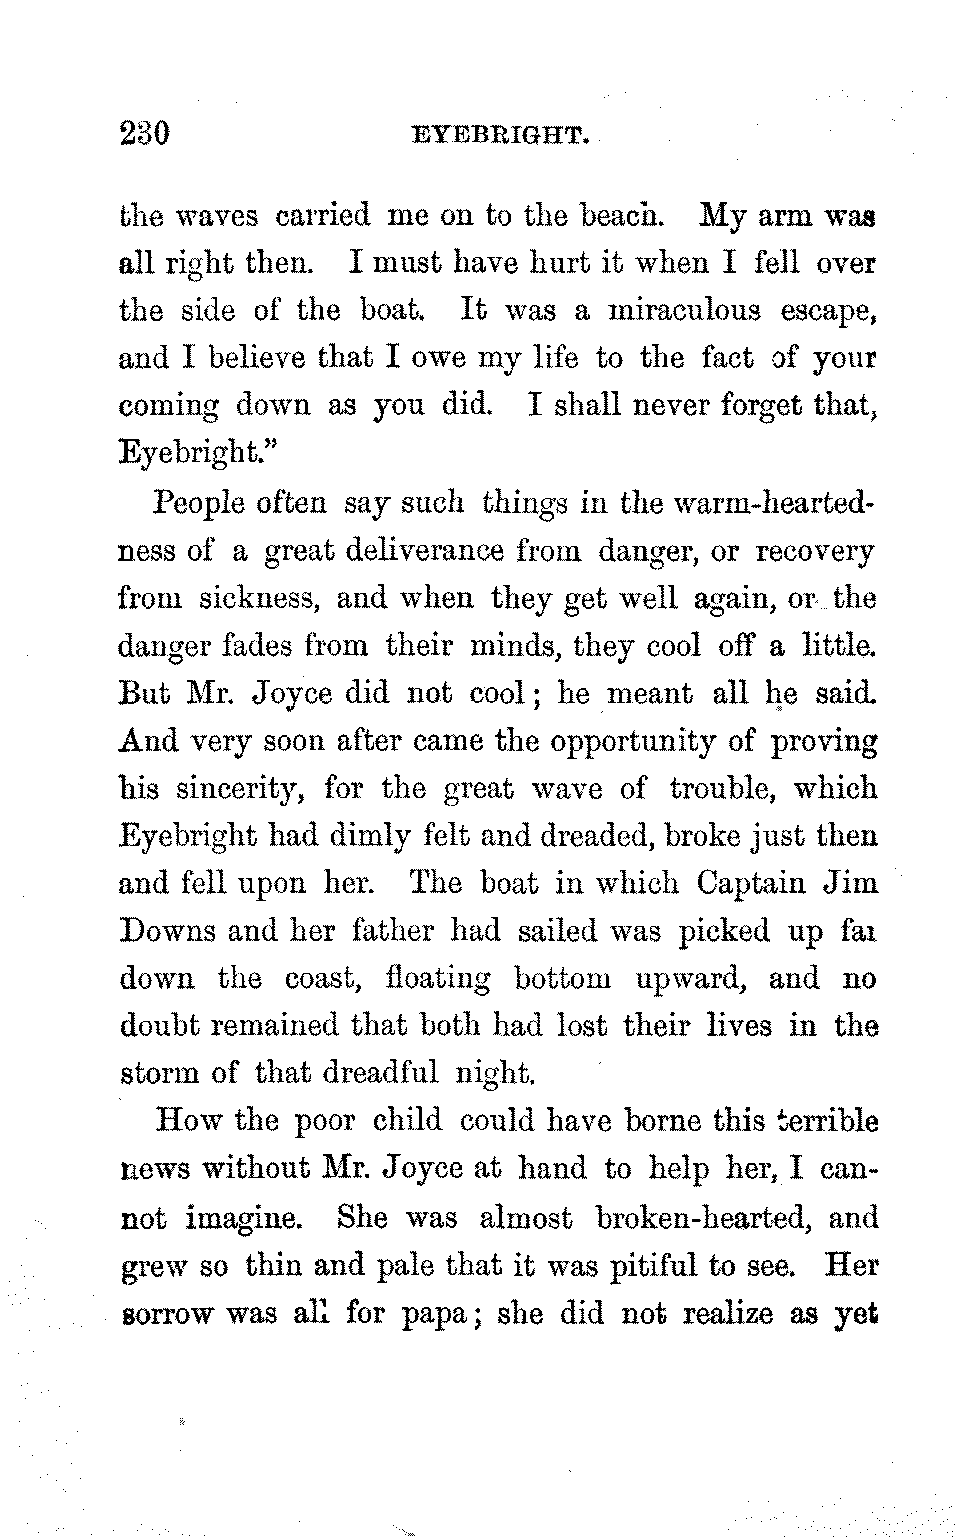 230 EYEBRIGHT.
the waves carried me on to the beach. My arm was
all right then. I must have hurt it when I fell over
the side of the boat. It was a miraculous escape,
and I believe that I owe my life to the fact of your
coming down as you did. I shall never forget that,
Eyebright.”
People often say such things in the warm-hearted-
ness of a great deliverance from danger, or recovery
from sickness, and when they get well again, or the
danger fades from their minds, they cool off a little.
But Mr. Joyce did not cool; he meant all he said.
And very soon after came the opportunity of proving
his sincerity, for the great wave of trouble, which
Eyebright had dimly felt and dreaded, broke just then
and fell upon her. The boat in which Captain Jim
Downs and her father had sailed was picked up far
down the coast, floating bottom upward, and no
doubt remained that both had lost their lives in the
storm of that dreadful night.
How the poor child could have borne this terrible
news without Mr. Joyce at hand to help her, I can-
not imagine. She was almost broken-hearted, and
grew so thin and pale that it was pitiful to see. Her
sorrow was all for papa; she did not realize as yet